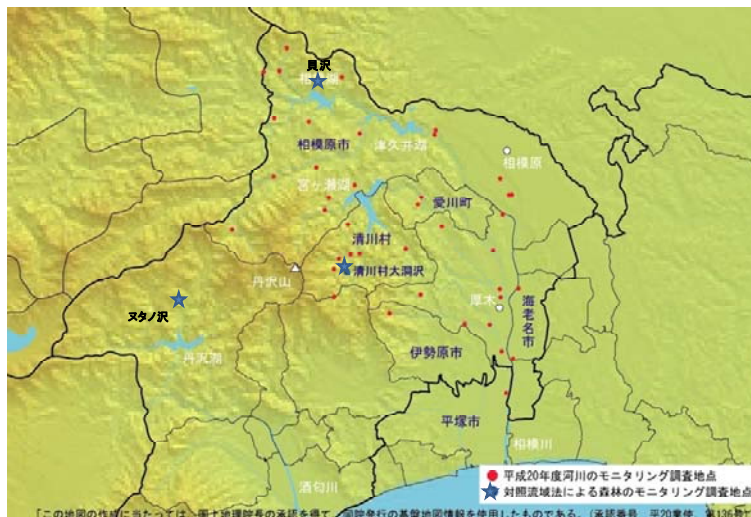 貝沢
相模湖
相模原市
津久井湖
相模原
宮ヶ瀬湖
愛川町
清川村
清川村大洞沢
丹沢山
ヌタノ沢
厚木
海老名市
丹沢湖
伊勢原市
平塚市
相模川
酒匂川
平成20年度河川のモニタリング調査地点
対照流域法による森林のモニタリング調査地点
「この地図の作成に当たっては、国土地理院長の承認を得て、同院発行の基盤地図情報を使用したものである。(承認番号 平20業使、第136号)